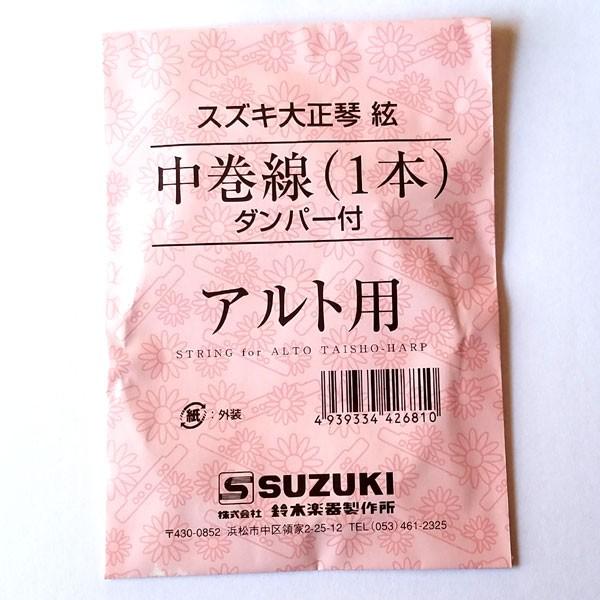 スズキ大正琴 絃
中巻線(1本)
ダンパー付
アルト用
STRING for ALTO TAISHO-HARP
紙:外装
4 939334 426810
S SUZUKI
株式会社 鈴木楽器製作所
〒430-0852 浜松市中区領家2-25-12 TEL(053)461-2325